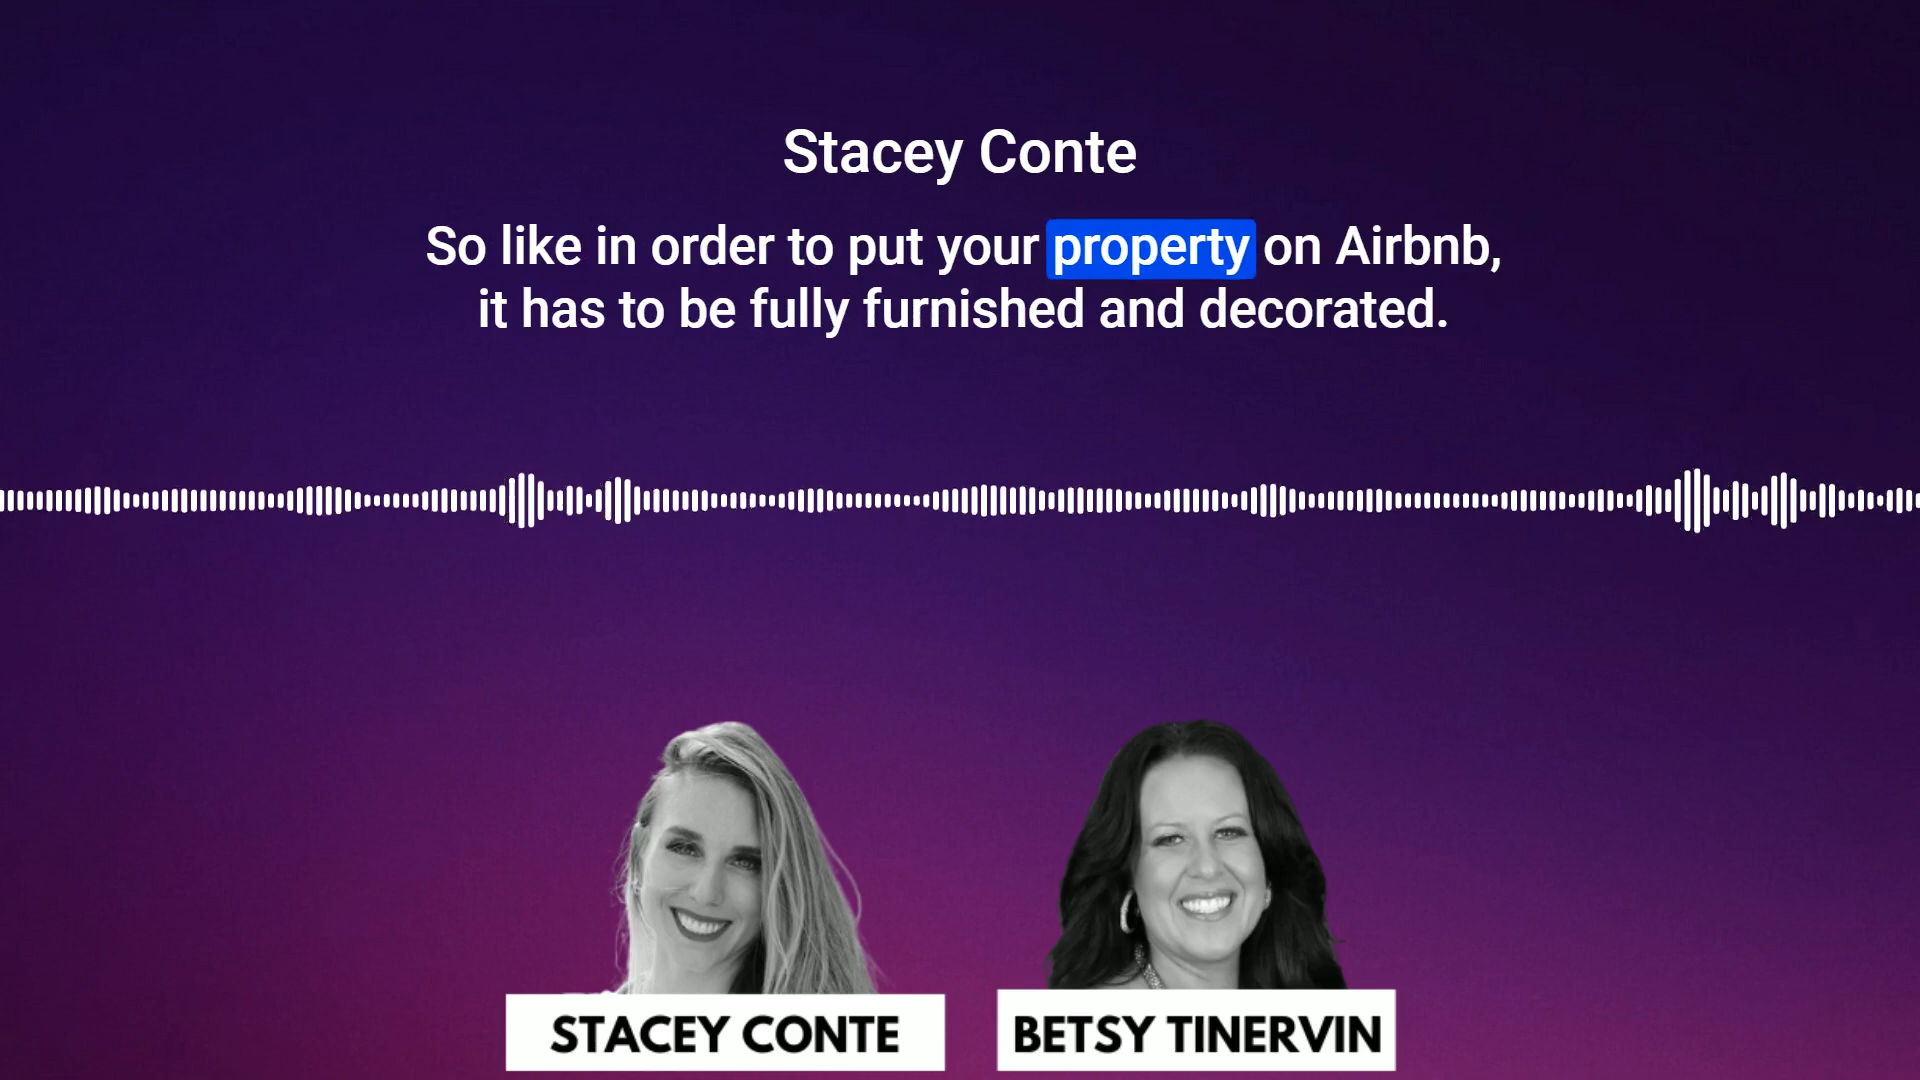 Stacey Conte
So like in order to put your property on Airbnb,
it has to be fully furnished and decorated.
STACEY CONTE
BETSY TINERVIN